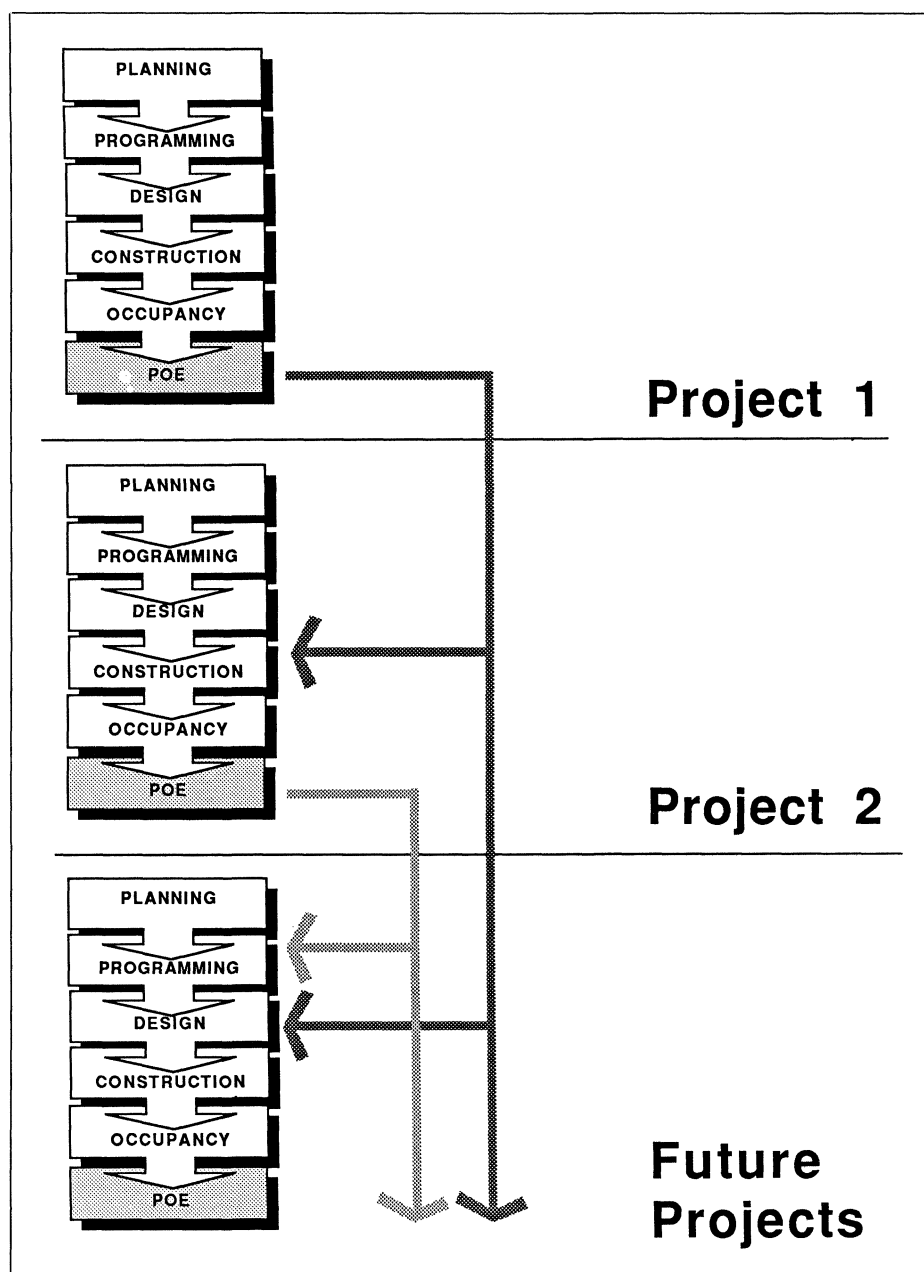 PLANNING
PROGRAMMING
DESIGN
CONSTRUCTION
OCCUPANCY
POE
Project 1
PLANNING
PROGRAMMING
DESIGN
CONSTRUCTION
OCCUPANCY
POE
Project 2
PLANNING
PROGRAMMING
DESIGN
CONSTRUCTION
OCCUPANCY
POE
Future
Projects